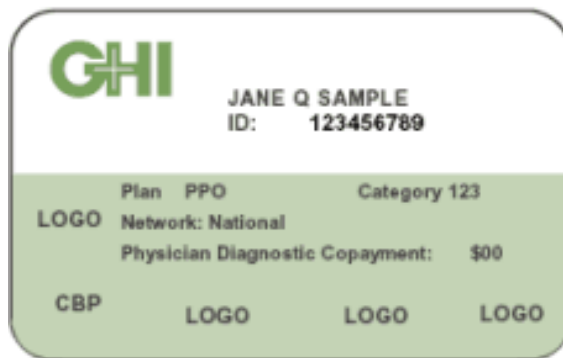 GHI
JANE Q SAMPLE
ID: 123456789
Plan PPO Category 123
LOGO Network: National
Physician Diagnostic Copayment: $00
CBP LOGO LOGO LOGO